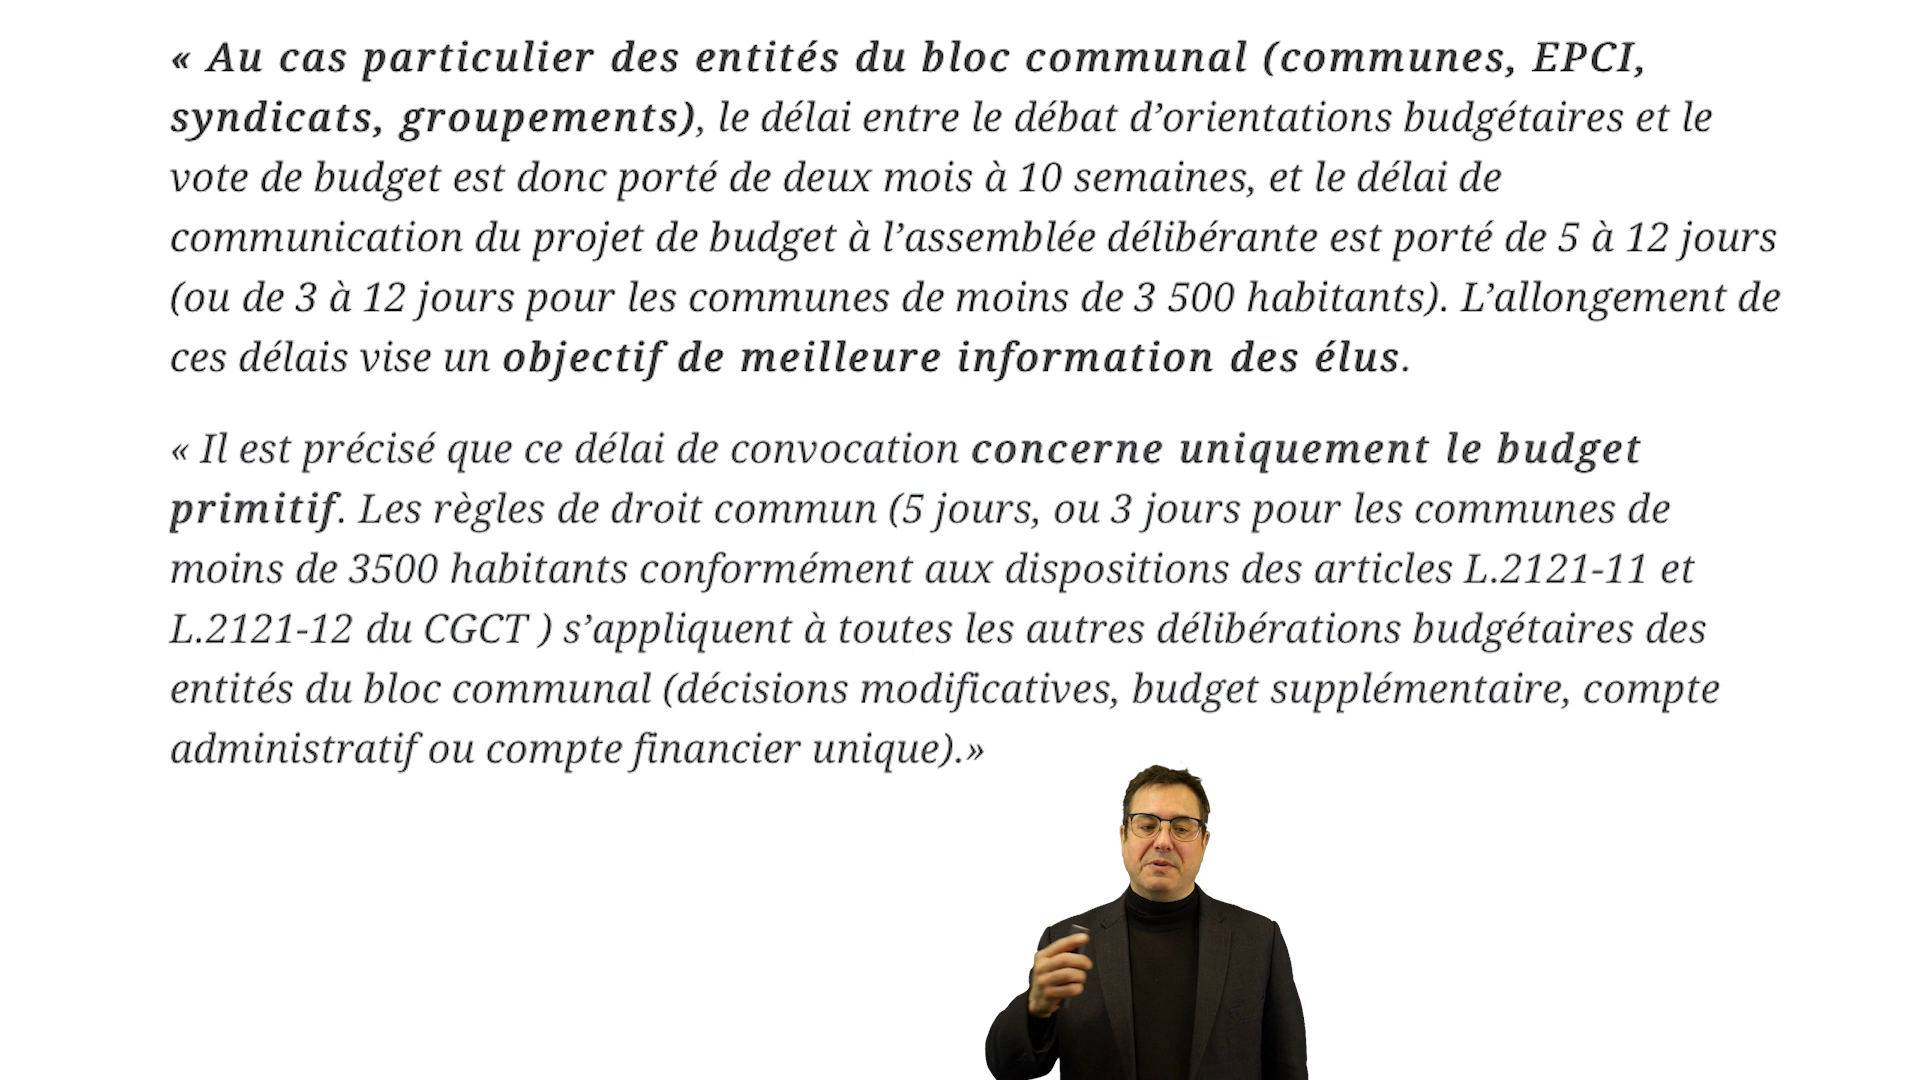 « Au cas particulier des entités du bloc communal (communes, EPCI,
syndicats, groupements), le délai entre le débat d’orientations budgétaires et le
vote de budget est donc porté de deux mois à 10 semaines, et le délai de
communication du projet de budget à l’assemblée délibérante est porté de 5 à 12 jours
(ou de 3 à 12 jours pour les communes de moins de 3 500 habitants). L’allongement de
ces délais vise un objectif de meilleure information des élus.
« Il est précisé que ce délai de convocation concerne uniquement le budget
primitif. Les règles de droit commun (5 jours, ou 3 jours pour les communes de
moins de 3500 habitants conformément aux dispositions des articles L.2121-11 et
L.2121-12 du CGCT ) s’appliquent à toutes les autres délibérations budgétaires des
entités du bloc communal (décisions modificatives, budget supplémentaire, compte
administratif ou compte financier unique).»